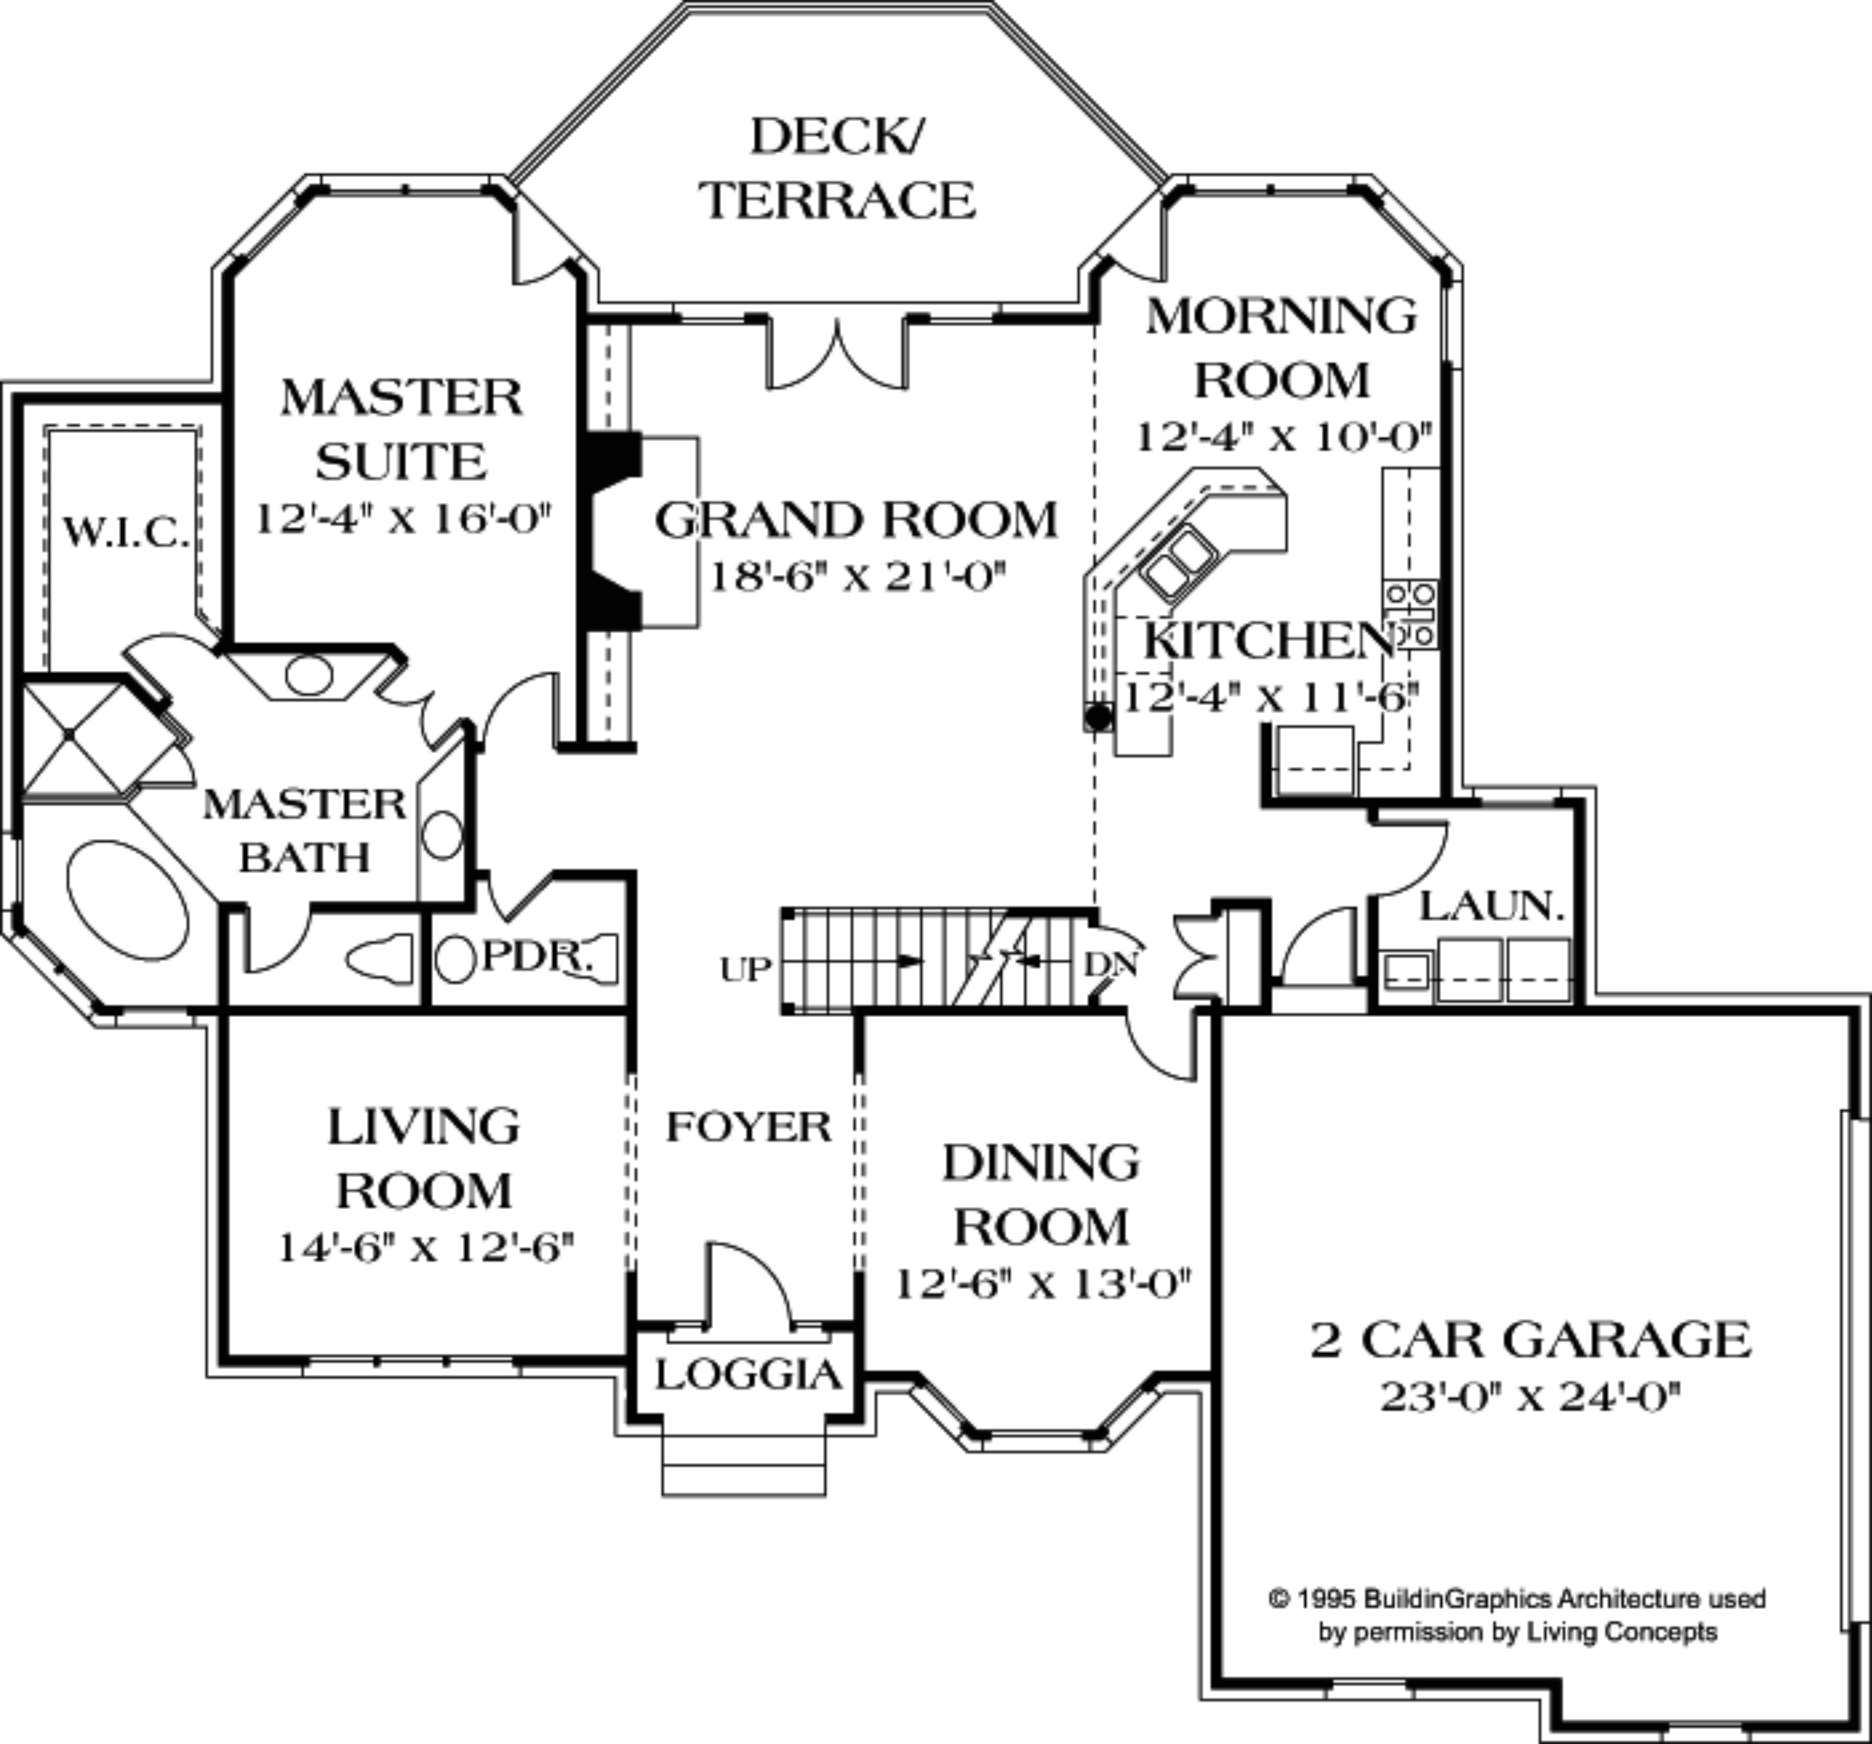 DECK/
TERRACE
MASTER
SUITE
12'-4" X 16'-0"
MORNING
ROOM
12'-4" X 10'-0"
W.I.C.
GRAND ROOM
18'-6" X 21'-0"
KITCHEN
12'-4" X 11'-6"
MASTER
BATH
LAUN.
PDR.
UP
DN
LIVING
ROOM
14'-6" X 12'-6"
FOYER
DINING
ROOM
12'-6" X 13'-0"
LOGGIA
2 CAR GARAGE
23'-0" X 24'-0"
© 1995 BuildinGraphics Architecture used
by permission by Living Concepts